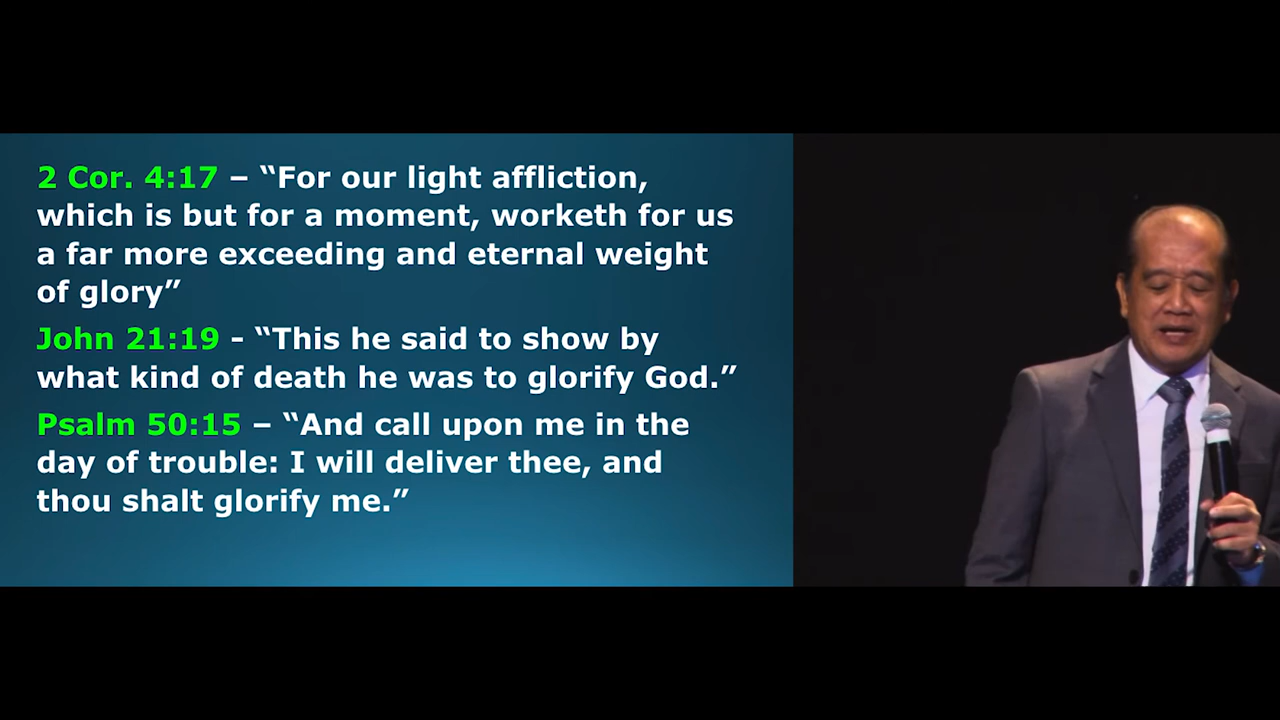 2 Cor. 4:17 – “For our light affliction,
which is but for a moment, worketh for us
a far more exceeding and eternal weight
of glory”
John 21:19 - “This he said to show by
what kind of death he was to glorify God.”
Psalm 50:15 – “And call upon me in the
day of trouble: I will deliver thee, and
thou shalt glorify me.”